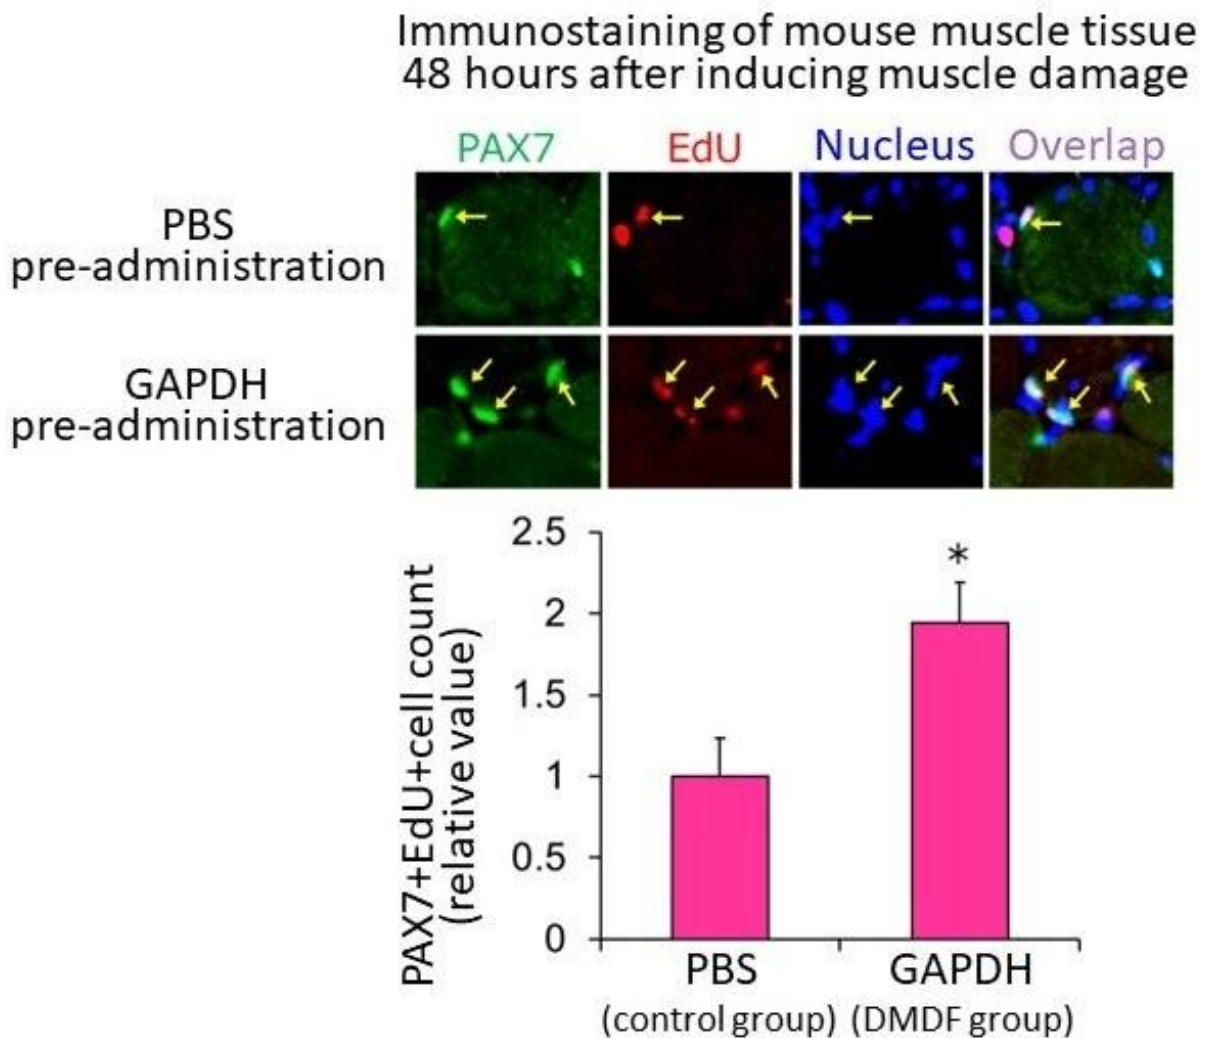 Immunostaining of mouse muscle tissue
48 hours after inducing muscle damage
PAX7 EdU Nucleus Overlap
PBS
pre-administration
GAPDH
pre-administration
PAX7+EdU+cell count
(relative value)
2.5
2
1.5
1
0.5
0
*
PBS GAPDH
(control group) (DMDF group)